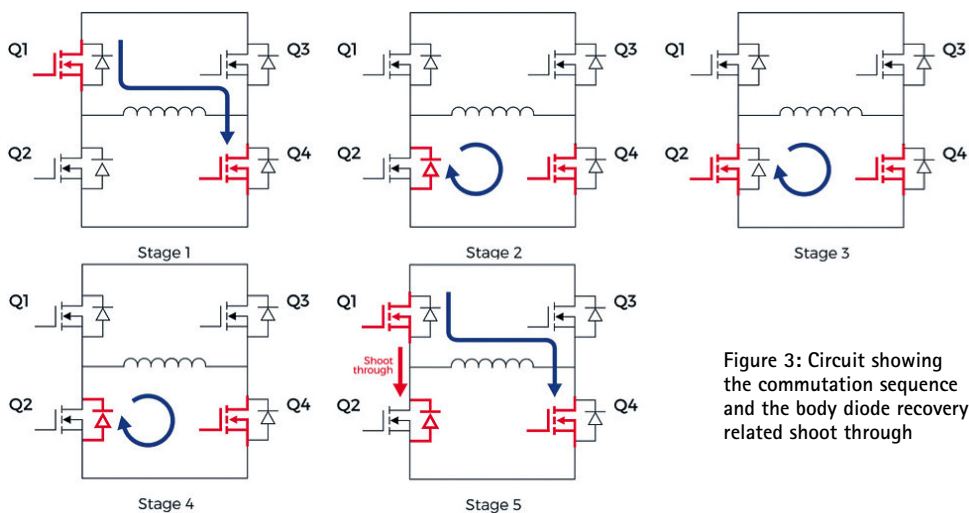 Q1
Q3
Q2
Q4
Stage 1
Q1
Q3
Q2
Q4
Stage 2
Q1
Q3
Q2
Q4
Stage 3
Q1
Q3
Q2
Q4
Stage 4
Q1
Q3
Shoot
through
Q2
Q4
Stage 5
Figure 3: Circuit showing
the commutation sequence
and the body diode recovery
related shoot through